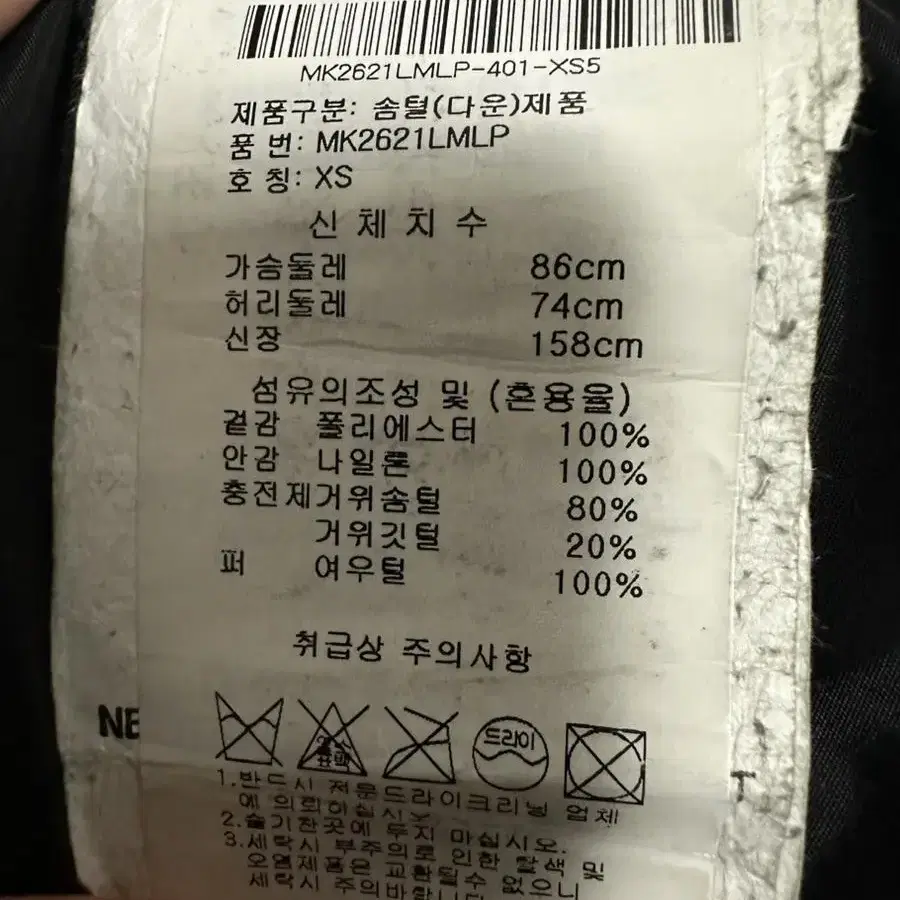 MK2621LMLP-401-XS5
제품구분: 솜털(다운)제품
품 번: MK2621LMLP
호 칭: XS
신 체 치 수
가슴둘레 86cm
허리둘레 74cm
신장 158cm
섬유의조성 및 (혼용율)
겉감 폴리에스터 100%
안감 나일론 100%
충전제 거위솜털 80%
거위깃털 20%
퍼 여우털 100%
취급상 주의사항
NE
염소표백 드라이
1.반드시 전문드라이크리닝 업체
에 의뢰하십시오
2.슬기찬곳에 두지 마십시오.
3.세탁시 부주의로 인한 탈색 및
오염제품은 교환될수 없으니
세탁시 주의바랍니다